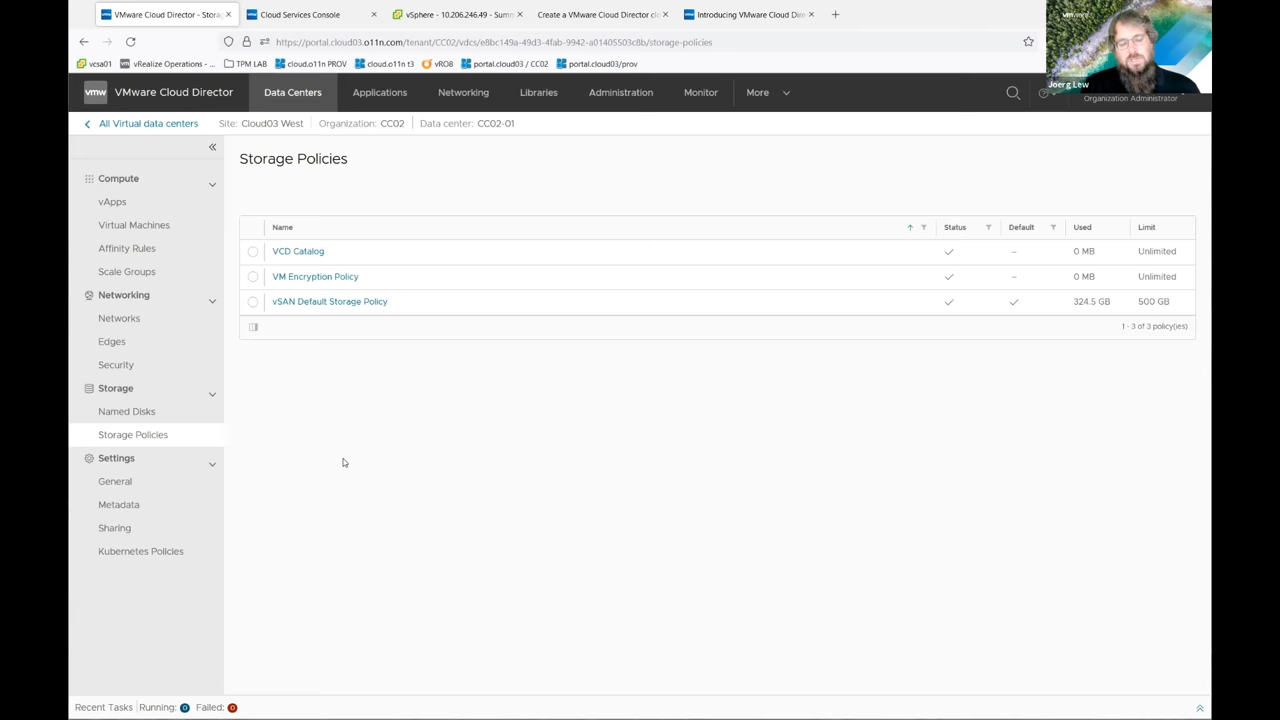 VMware Cloud Director - Storag
Cloud Services Console
vSphere - 10.206.246.49 - Summ
Create a VMware Cloud Director cl
Introducing VMware Cloud Dire
https://portal.cloud03.o11n.com/tenant/CC02/vdcs/e8bc149a-49d3-4fab-9942-a01405503c8b/storage-policies
vcsa01
vRealize Operations - ...
TPM LAB
cloud.o11n PROV
cloud.o11n t3
vRO8
portal.cloud03 / CC02
portal.cloud03/prov
vmware
Joerg Lew
vmw
VMware Cloud Director
Data Centers
Applications
Networking
Libraries
Administration
Monitor
More
Organization Administrator
All Virtual data centers
Site: Cloud03 West
Organization: CC02
Data center: CC02-01
Compute
vApps
Virtual Machines
Affinity Rules
Scale Groups
Networking
Networks
Edges
Security
Storage
Named Disks
Storage Policies
Settings
General
Metadata
Sharing
Kubernetes Policies
Storage Policies
Name Status Default Used Limit
VCD Catalog – 0 MB Unlimited
VM Encryption Policy – 0 MB Unlimited
vSAN Default Storage Policy 324.5 GB 500 GB
1 - 3 of 3 policy(ies)
Recent Tasks Running: 0 Failed: 0